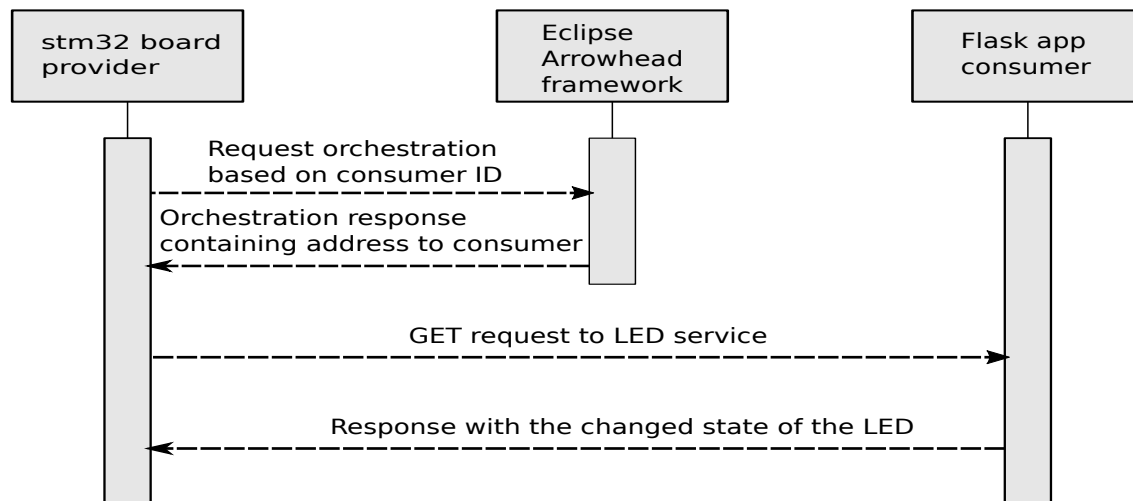 stm32 board
provider
Eclipse
Arrowhead
framework
Flask app
consumer
Request orchestration
based on consumer ID
Orchestration response
containing address to consumer
GET request to LED service
Response with the changed state of the LED